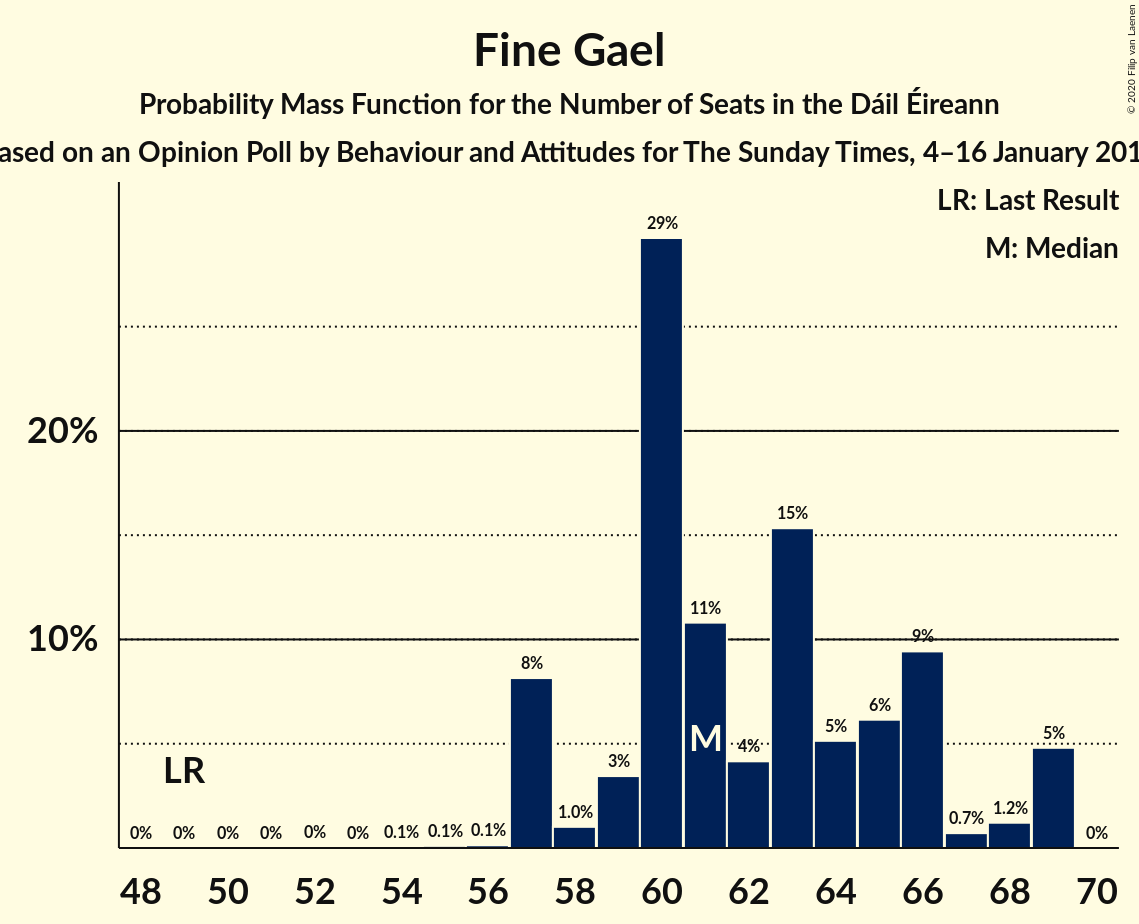 Fine Gael
Probability Mass Function for the Number of Seats in the Dáil Éireann
ased on an Opinion Poll by Behaviour and Attitudes for The Sunday Times, 4–16 January 201
© 2020 Filip van Laenen
LR: Last Result
M: Median
29%
20%
15%
11%
10%
9%
8%
6%
5%
5%
M
4%
3%
LR
1.2%
1.0%
0.7%
0% 0% 0% 0% 0% 0% 0.1% 0.1% 0.1% 0%
48 50 52 54 56 58 60 62 64 66 68 70